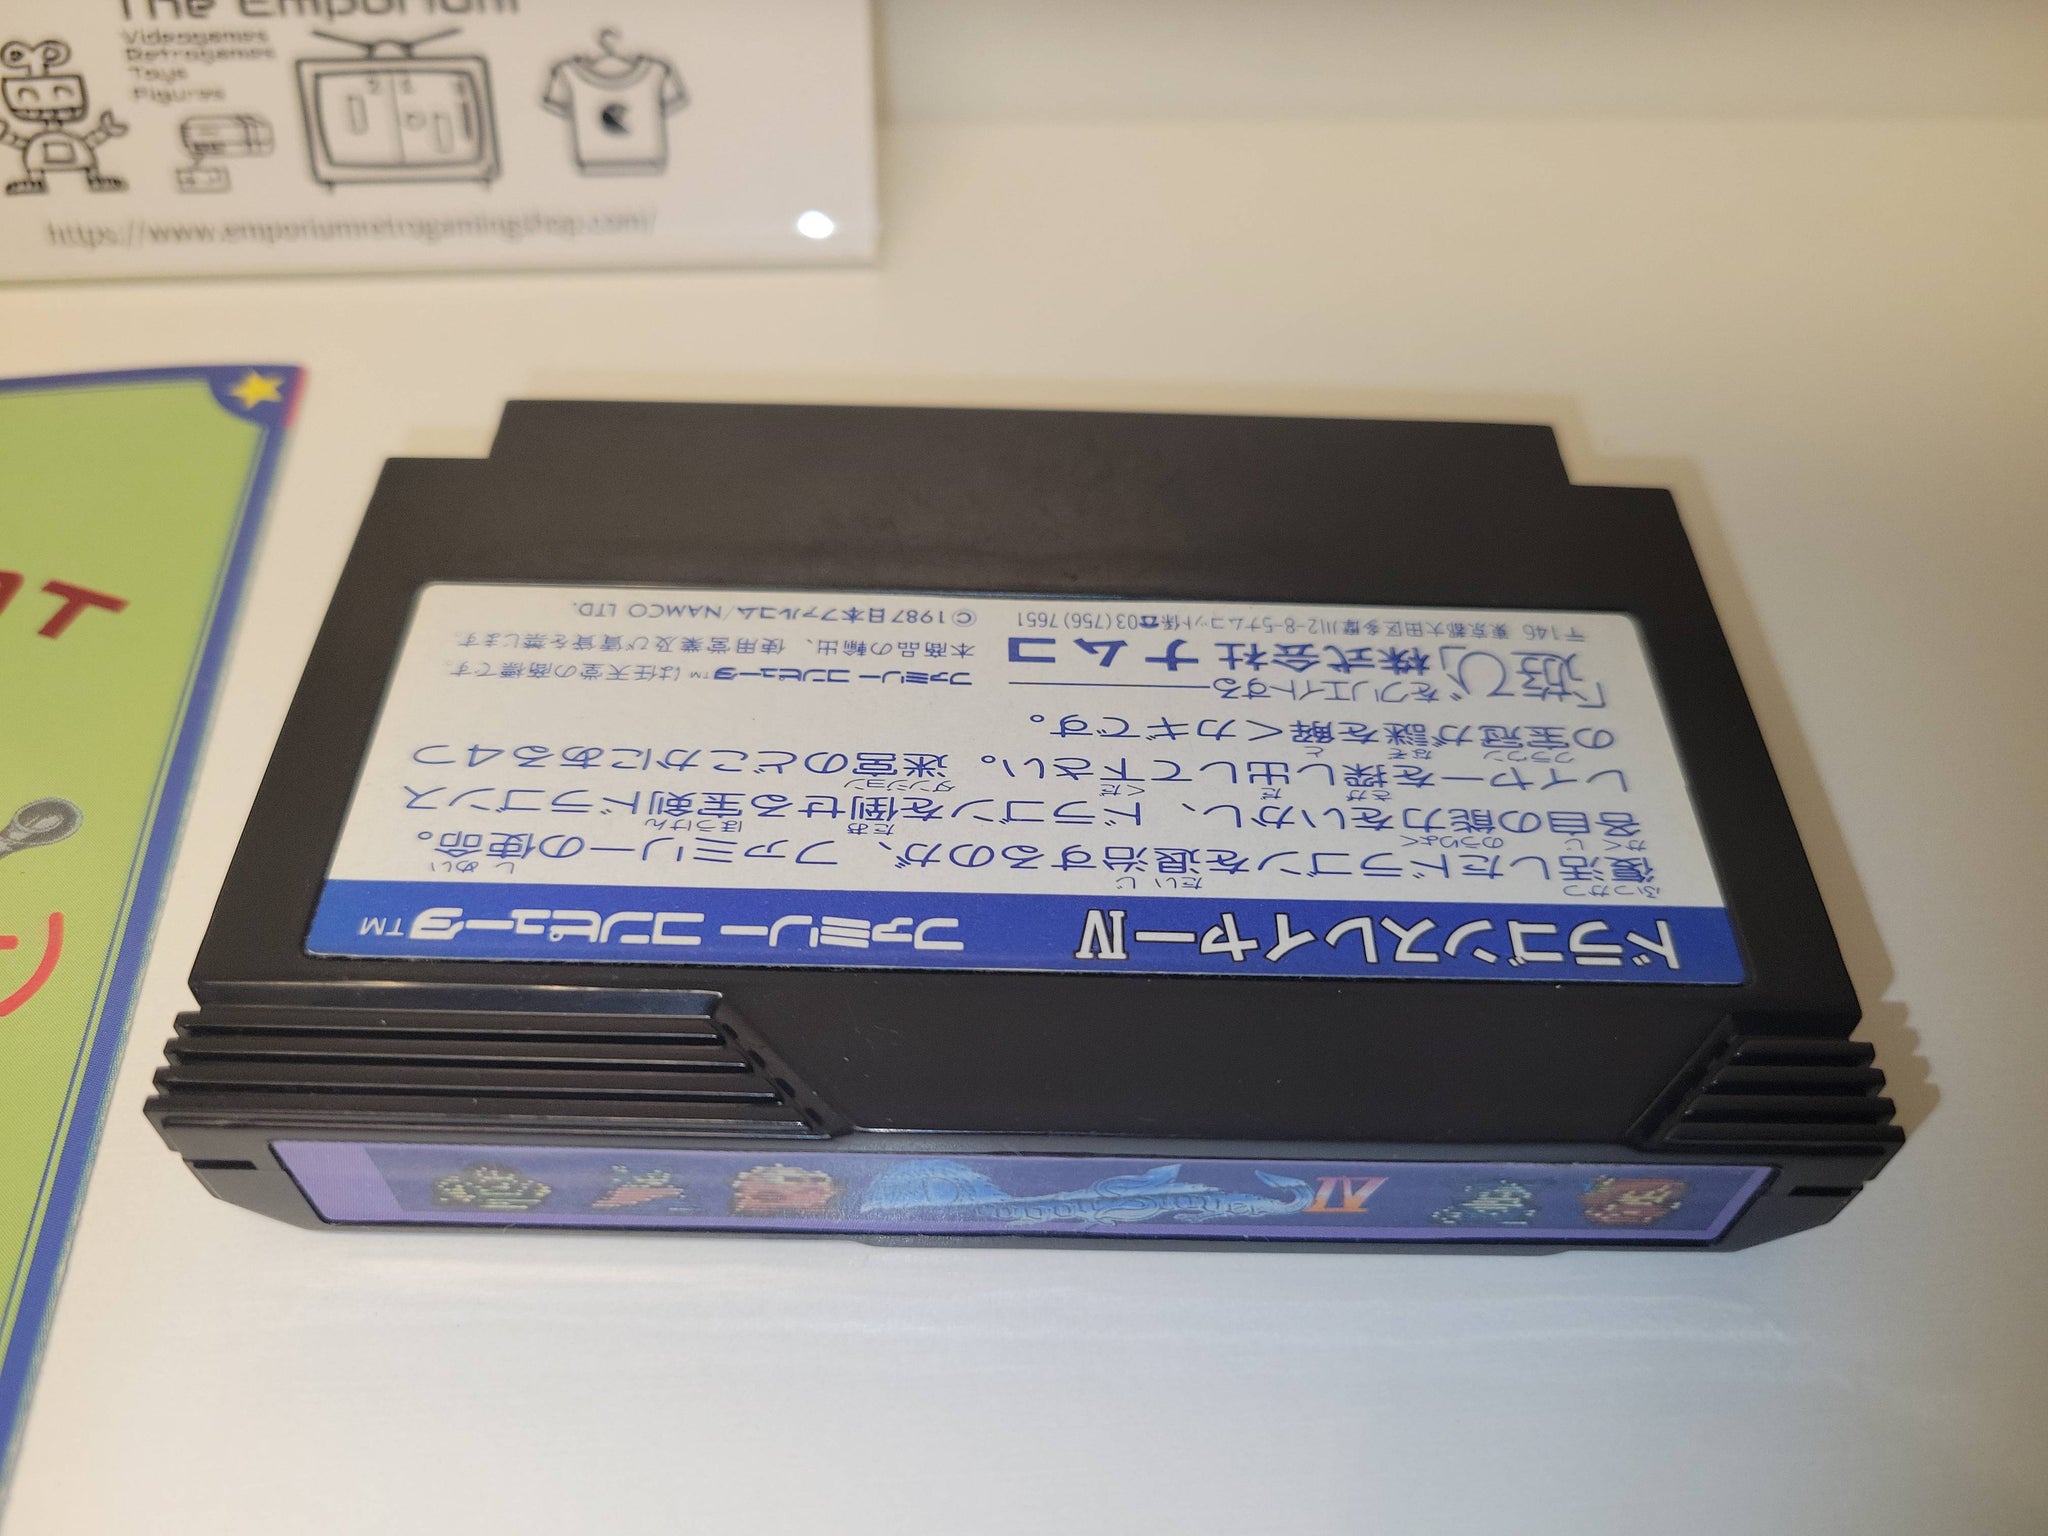 The Emporium
Videogames
Retrogames
Toys
Figures
https://www.emporiumretrogamingshop.com/
ドラゴンスレイヤーIV ファミリーコンピュータ™
復活したドラゴンを退治するのが、ファミリーの使命。
各自の能力をいかし、ドラゴンを倒せる宝剣ドラゴンス
レイヤーを探し出して下さい。迷宮のどこかにある4つ
の宝冠が謎を解くカギです。
「遊び」をクリエイトする
株式会社ナムコ
〒146 東京都大田区多摩川2-8-5ナムコット係☎03(756)7651
ファミリーコンピュータ™は任天堂の商標です。
本商品の輸出、使用営業及び賃貸を禁じます。
©1987日本ファルコム/NAMCO LTD.
Dragon Slayer IV